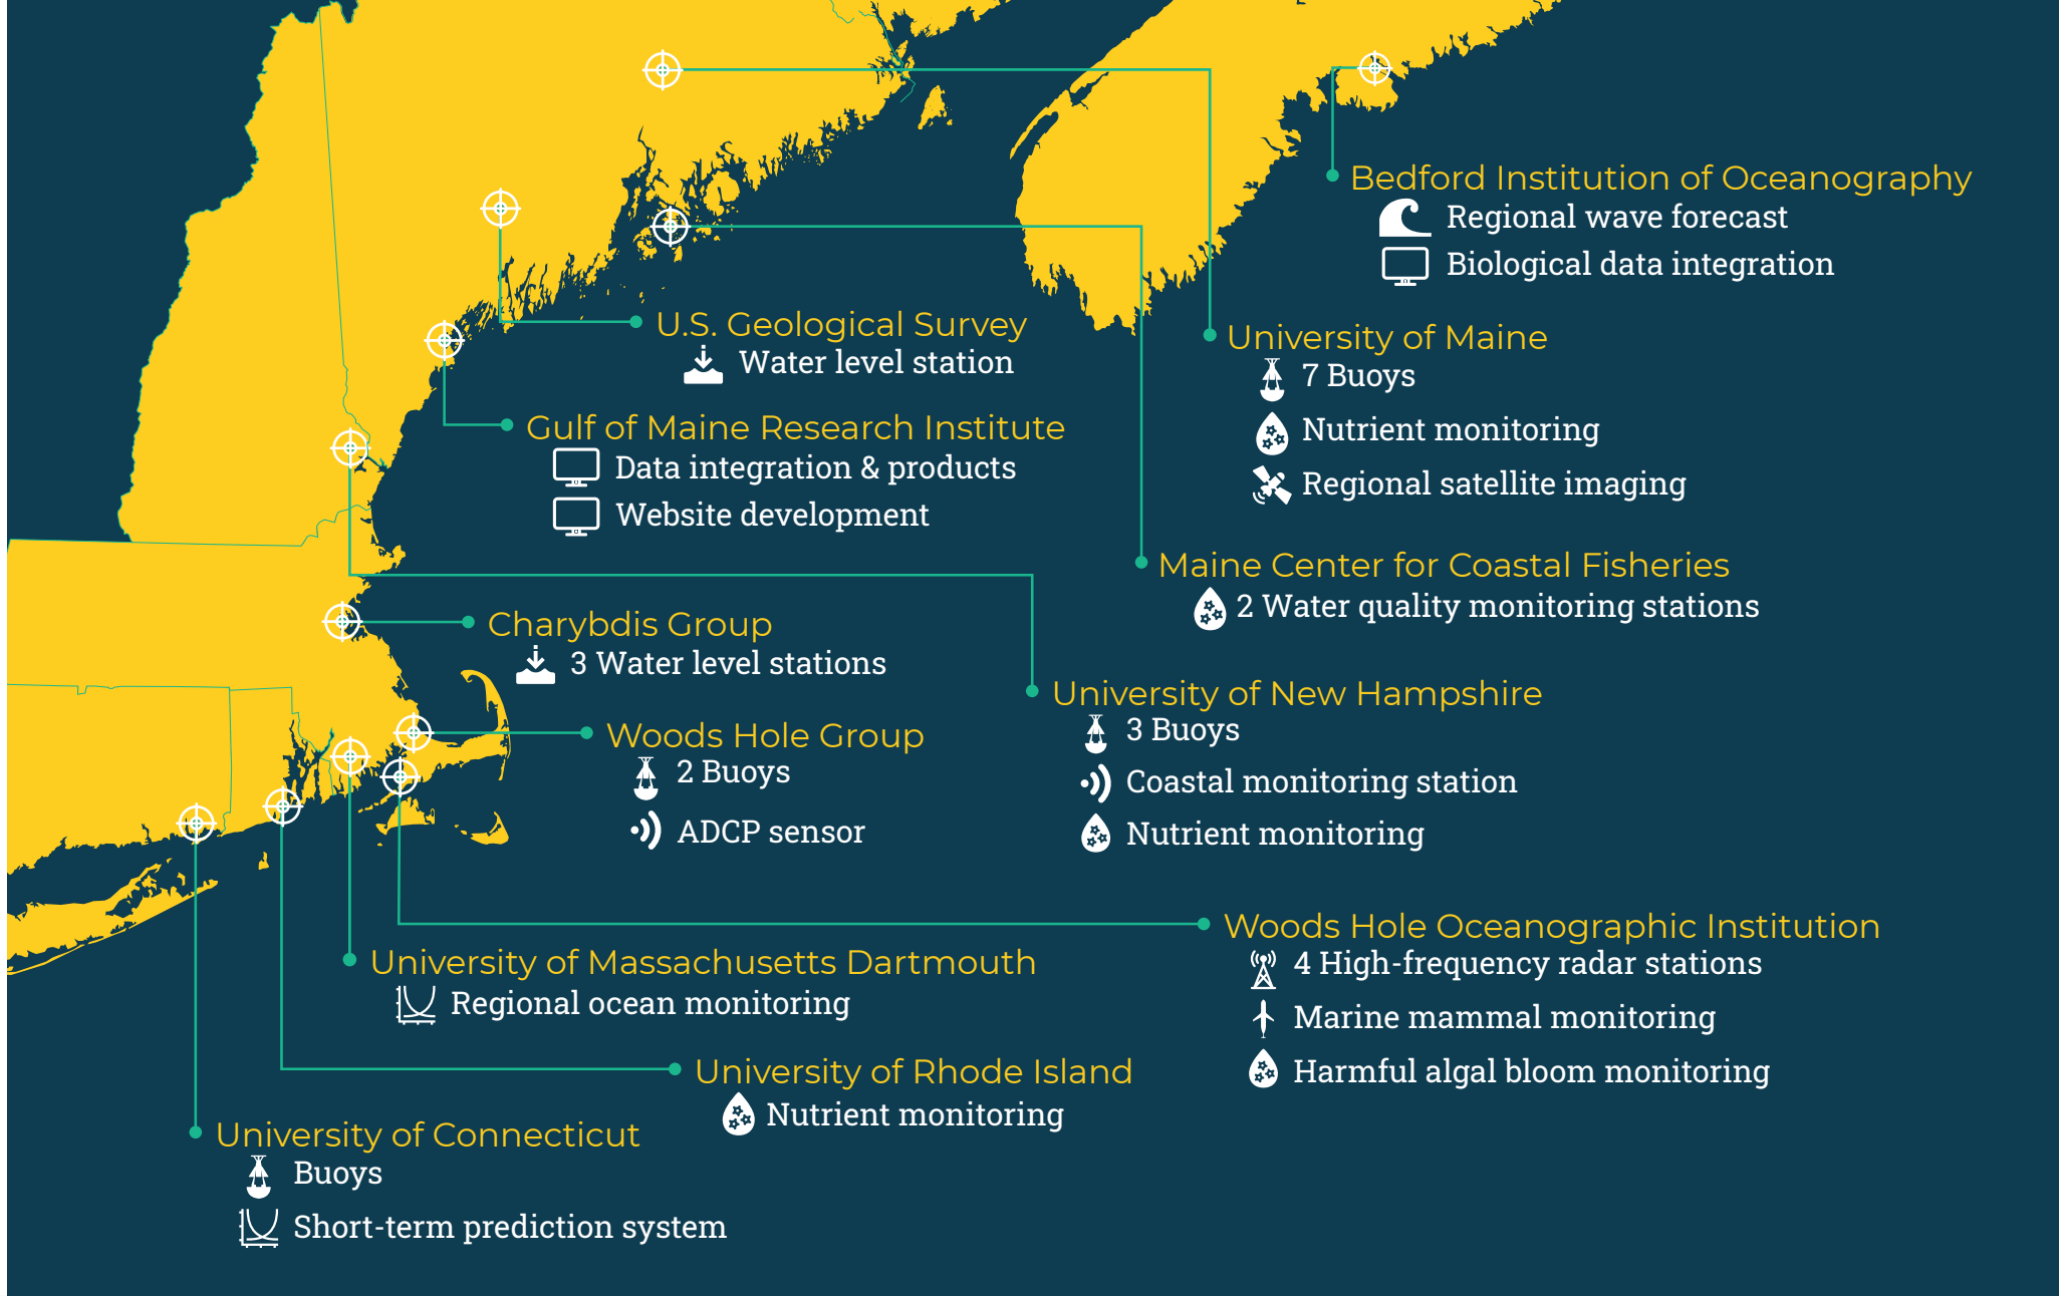 Bedford Institution of Oceanography
Regional wave forecast
Biological data integration
U.S. Geological Survey
Water level station
University of Maine
7 Buoys
Nutrient monitoring
Regional satellite imaging
Gulf of Maine Research Institute
Data integration & products
Website development
Maine Center for Coastal Fisheries
2 Water quality monitoring stations
Charybdis Group
3 Water level stations
University of New Hampshire
3 Buoys
Coastal monitoring station
Nutrient monitoring
Woods Hole Group
2 Buoys
ADCP sensor
Woods Hole Oceanographic Institution
4 High-frequency radar stations
Marine mammal monitoring
Harmful algal bloom monitoring
University of Massachusetts Dartmouth
Regional ocean monitoring
University of Rhode Island
Nutrient monitoring
University of Connecticut
Buoys
Short-term prediction system